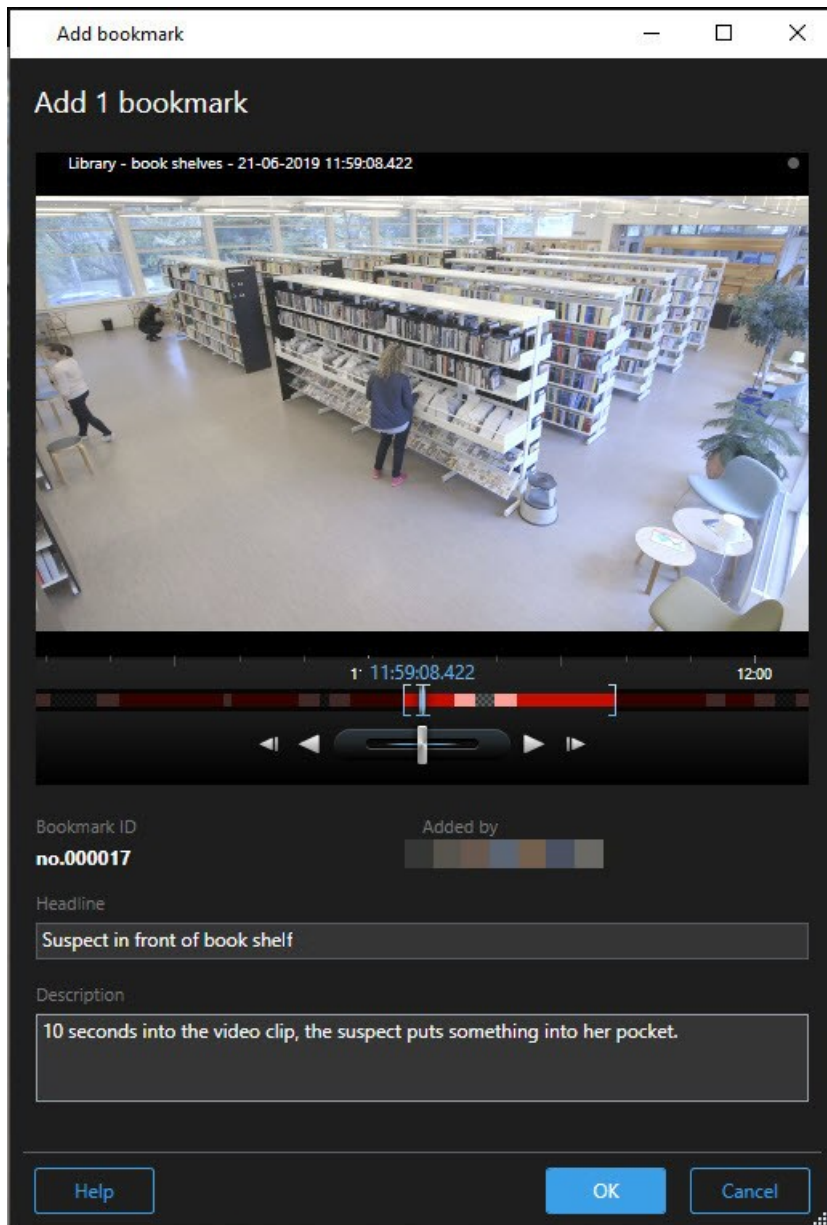 Add bookmark
Add 1 bookmark
Library - book shelves - 21-06-2019 11:59:08.422
11:59:08.422
12:00
Bookmark ID
Added by
no.000017
Headline
Suspect in front of book shelf
Description
10 seconds into the video clip, the suspect puts something into her pocket.
Help
OK
Cancel